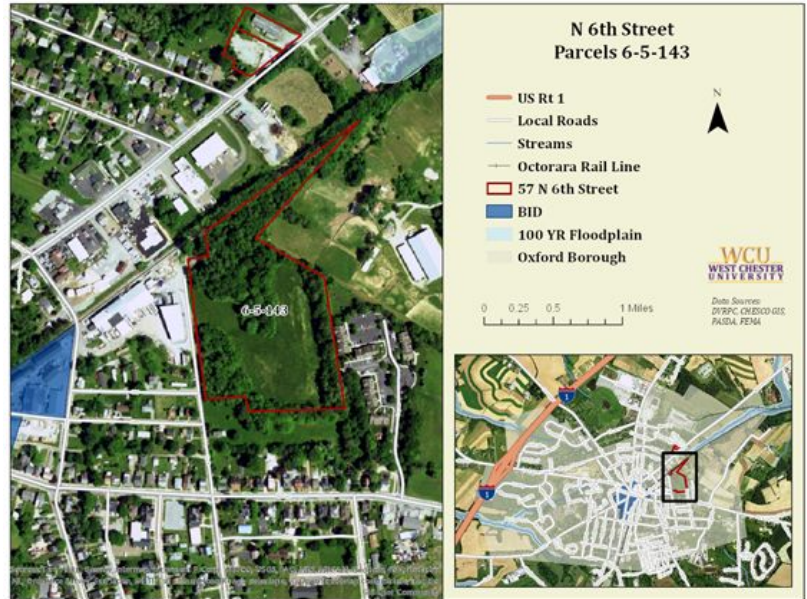 N 6th Street
Parcels 6-5-143
N
US Rt 1
Local Roads
Streams
Octorara Rail Line
57 N 6th Street
BID
100 YR Floodplain
Oxford Borough
WCU
WEST CHESTER
UNIVERSITY
Data Sources:
DVRPC, CHESCO GIS,
PASDA, FEMA
0 0.25 0.5 1 Miles
6-5-143
1
1